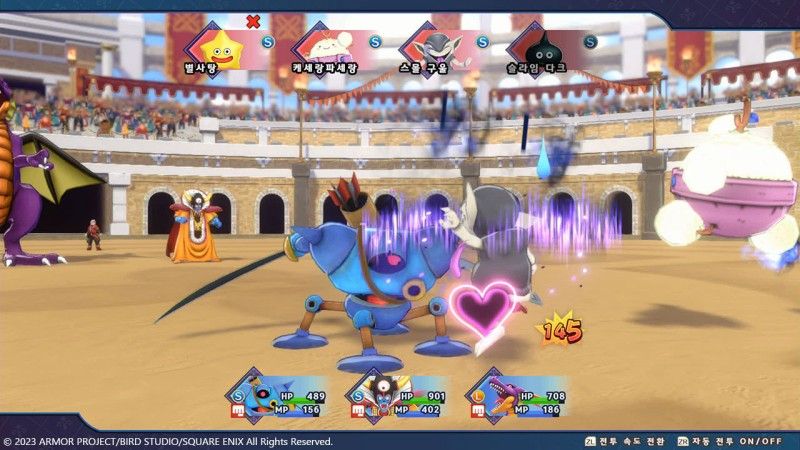 S
S
S
S
별사탕
케세랑파세랑
스몰 구울
슬라임 다크
145
S HP 489
MP 156
S HP 901
MP 402
L HP 708
MP 186
© 2023 ARMOR PROJECT/BIRD STUDIO/SQUARE ENIX All Rights Reserved.
ZL 전투 속도 전환 ZR 자동 전투 ON/OFF